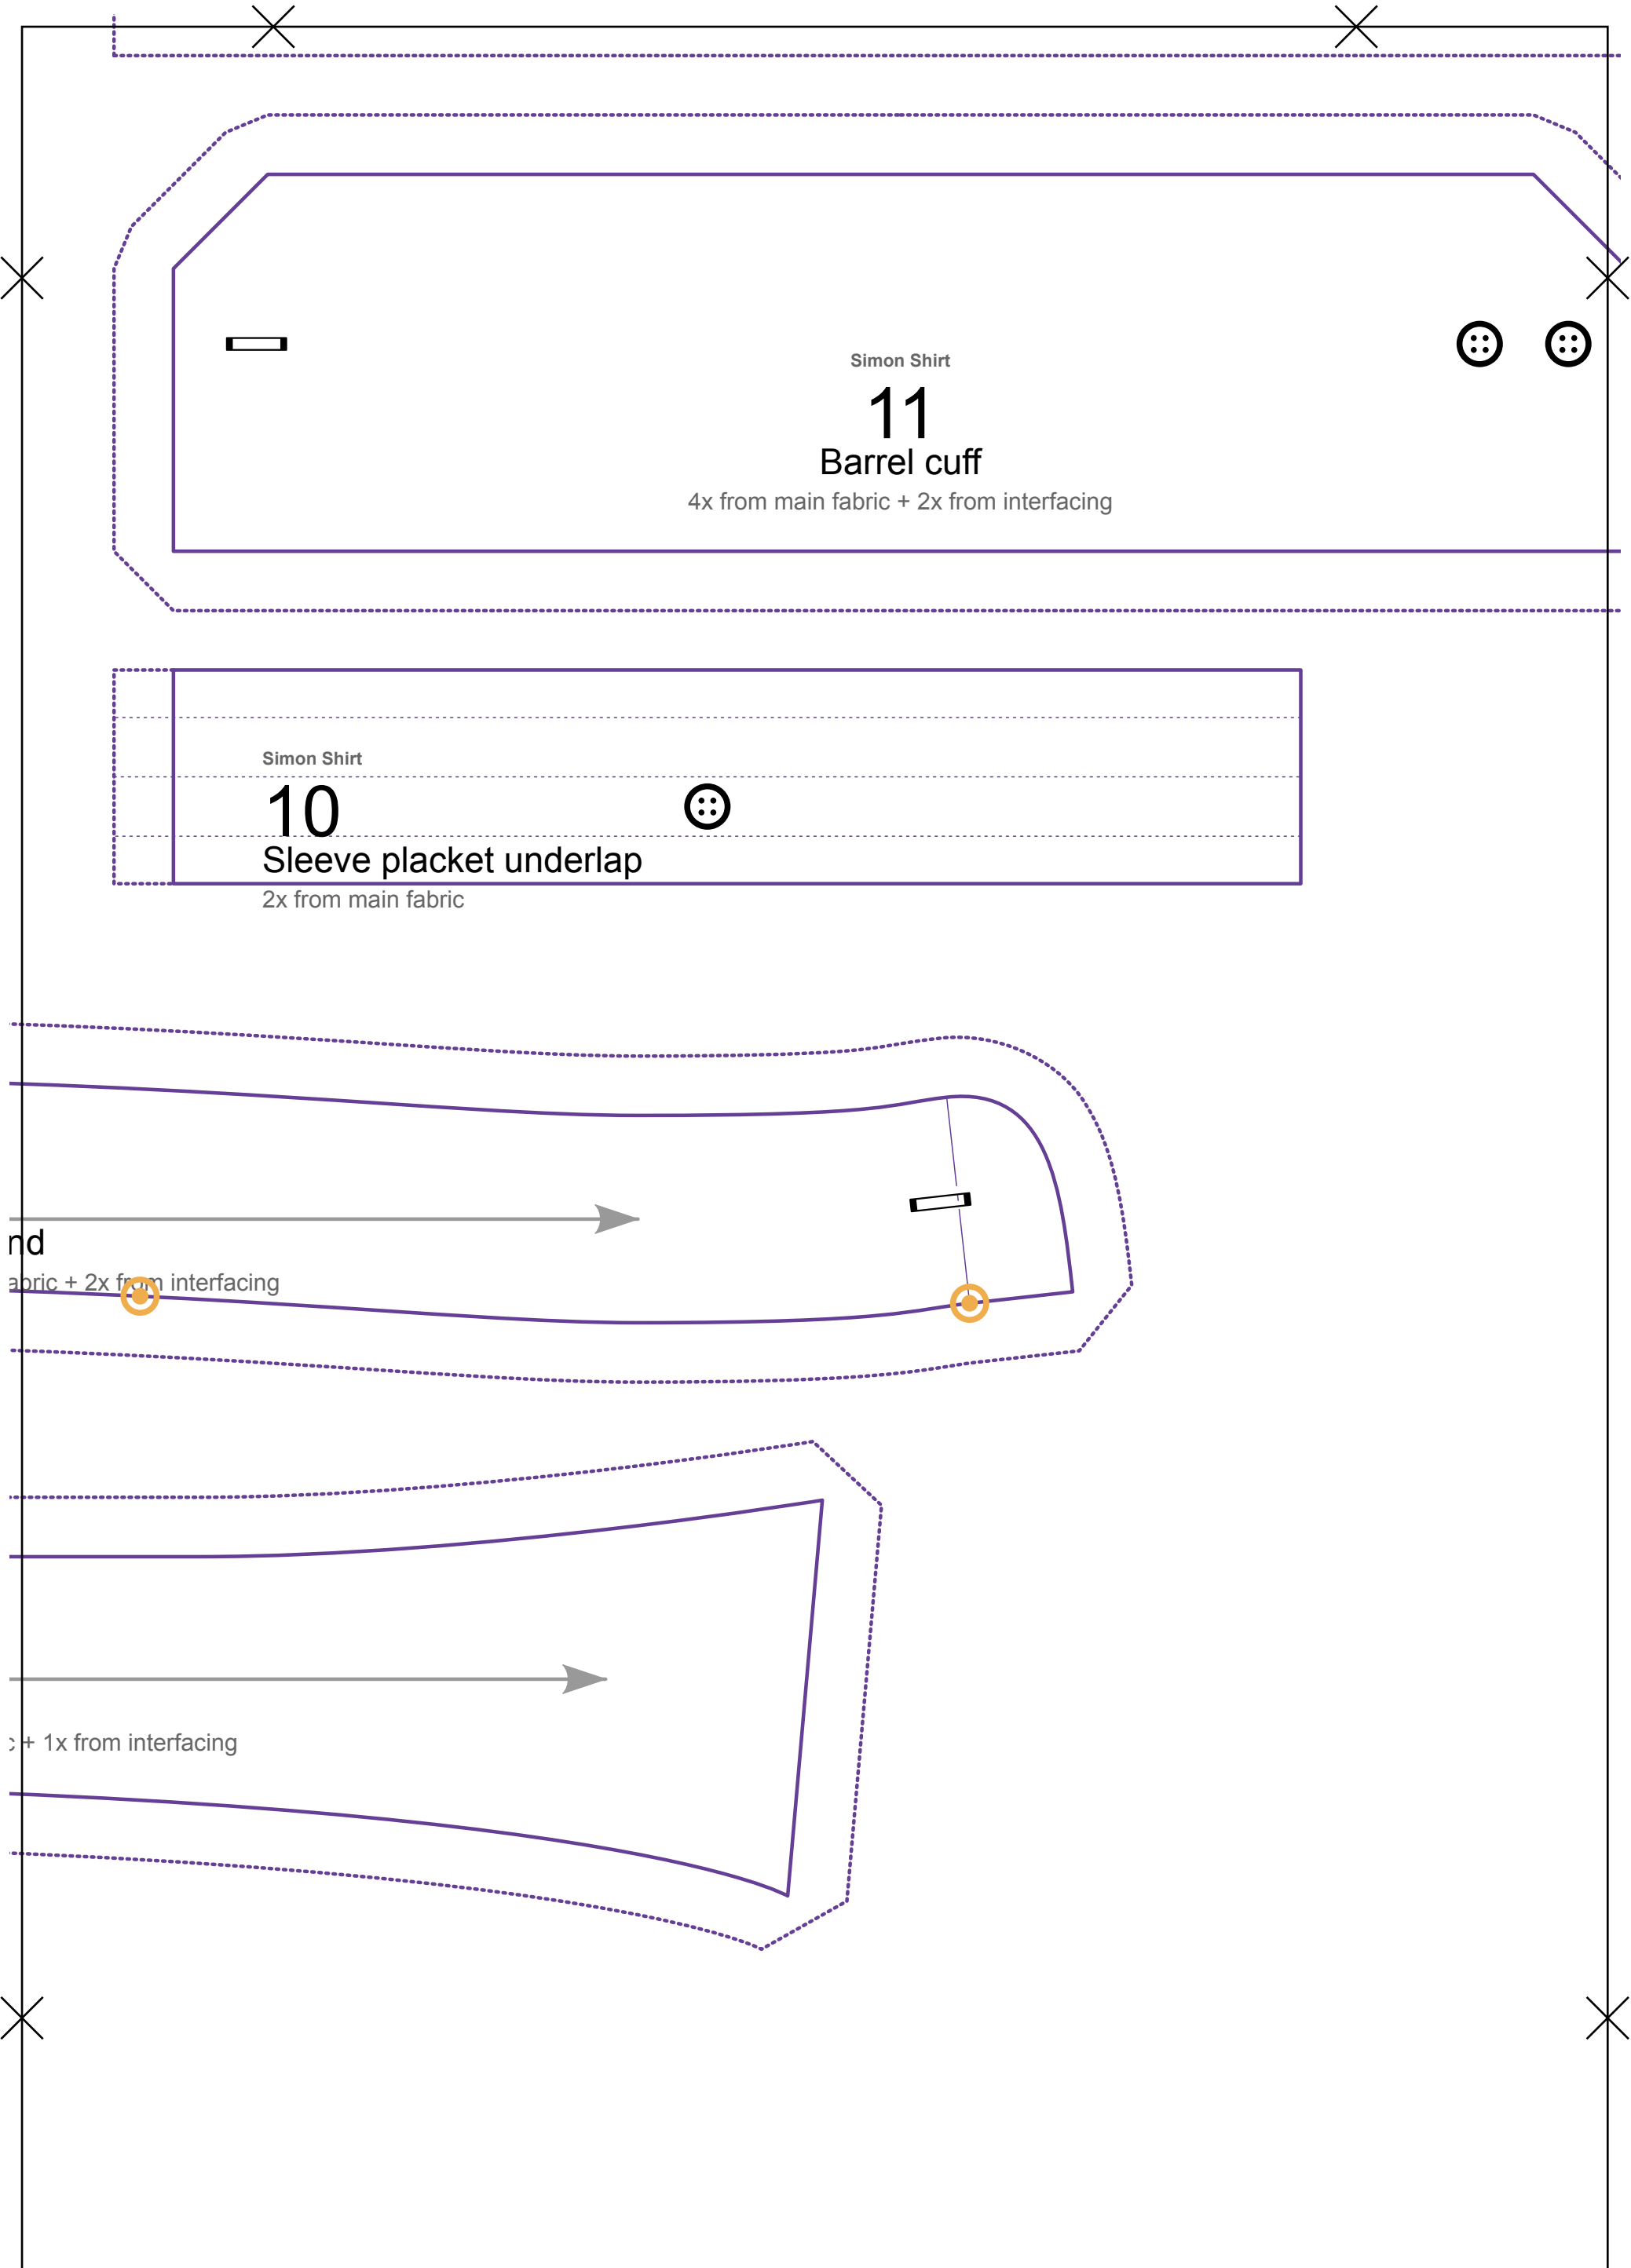 Simon Shirt
11
Barrel cuff
4x from main fabric + 2x from interfacing
Simon Shirt
10
Sleeve placket underlap
2x from main fabric
nd
abric + 2x from interfacing
c + 1x from interfacing